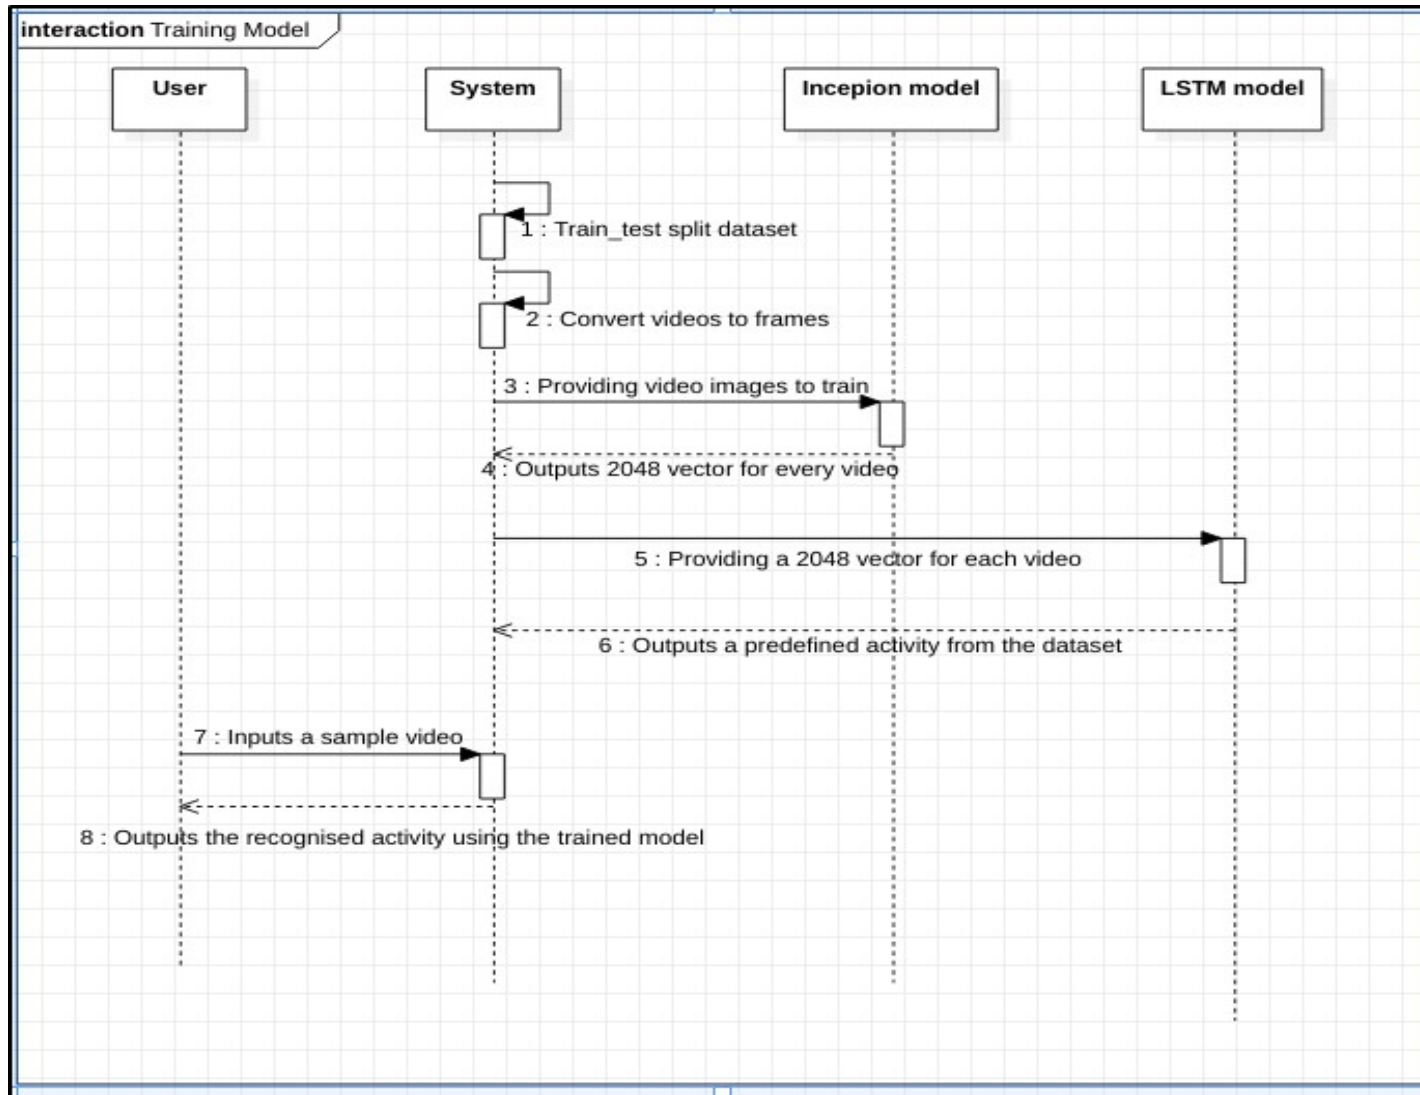 interaction Training Model
User
System
Incepion model
LSTM model
1 : Train_test split dataset
2 : Convert videos to frames
3 : Providing video images to train
4 : Outputs 2048 vector for every video
5 : Providing a 2048 vector for each video
6 : Outputs a predefined activity from the dataset
7 : Inputs a sample video
8 : Outputs the recognised activity using the trained model